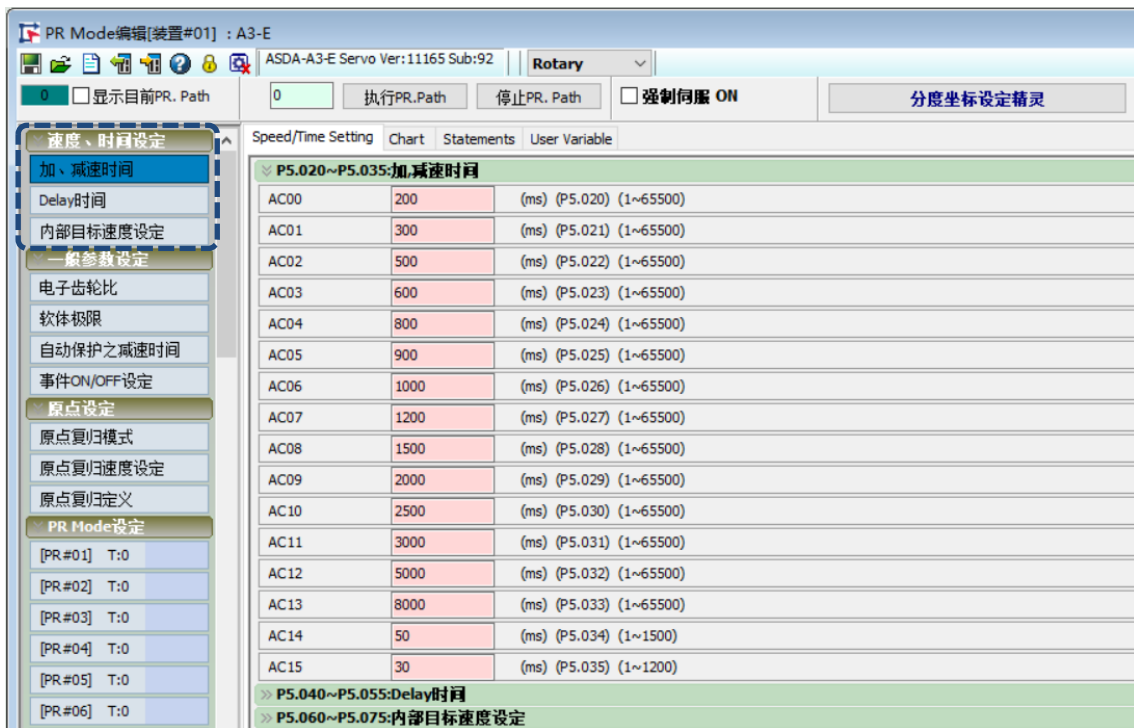 PR Mode编辑[装置#01] : A3-E
ASDA-A3-E Servo Ver:11165 Sub:92
Rotary
0
显示目前PR. Path
0
执行PR.Path
停止PR. Path
强制伺服 ON
分度坐标设定精灵
速度、时间设定
加、减速时间
Delay时间
内部目标速度设定
一般参数设定
电子齿轮比
软体极限
自动保护之减速时间
事件ON/OFF设定
原点设定
原点复归模式
原点复归速度设定
原点复归定义
PR Mode设定
[PR#01] T:0
[PR#02] T:0
[PR#03] T:0
[PR#04] T:0
[PR#05] T:0
[PR#06] T:0
Speed/Time Setting Chart Statements User Variable
P5.020~P5.035:加,减速时间
AC00 200 (ms) (P5.020) (1~65500)
AC01 300 (ms) (P5.021) (1~65500)
AC02 500 (ms) (P5.022) (1~65500)
AC03 600 (ms) (P5.023) (1~65500)
AC04 800 (ms) (P5.024) (1~65500)
AC05 900 (ms) (P5.025) (1~65500)
AC06 1000 (ms) (P5.026) (1~65500)
AC07 1200 (ms) (P5.027) (1~65500)
AC08 1500 (ms) (P5.028) (1~65500)
AC09 2000 (ms) (P5.029) (1~65500)
AC10 2500 (ms) (P5.030) (1~65500)
AC11 3000 (ms) (P5.031) (1~65500)
AC12 5000 (ms) (P5.032) (1~65500)
AC13 8000 (ms) (P5.033) (1~65500)
AC14 50 (ms) (P5.034) (1~1500)
AC15 30 (ms) (P5.035) (1~1200)
P5.040~P5.055:Delay时间
P5.060~P5.075:内部目标速度设定